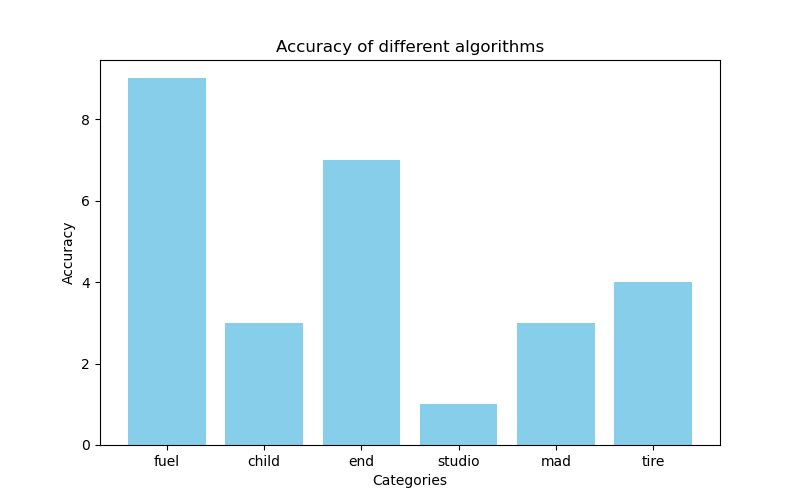 Accuracy of different algorithms
Accuracy
8
6
4
2
0
fuel child end studio mad tire
Categories